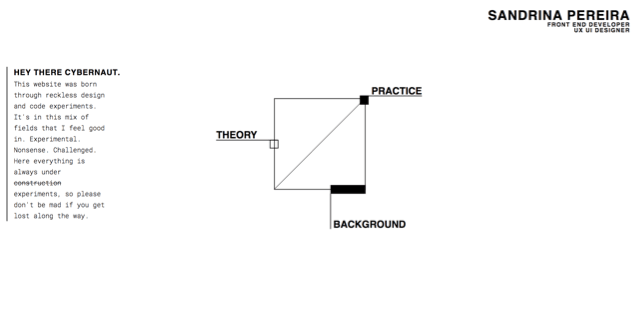 SANDRINA PEREIRA
FRONT END DEVELOPER
UX UI DESIGNER
HEY THERE CYBERNAUT.
This website was born
through reckless design
and code experiments.
It's in this mix of
fields that I feel good
in. Experimental.
Nonsense. Challenged.
Here everything is
always under
construction
experiments, so please
don't be mad if you get
lost along the way.
PRACTICE
THEORY
BACKGROUND